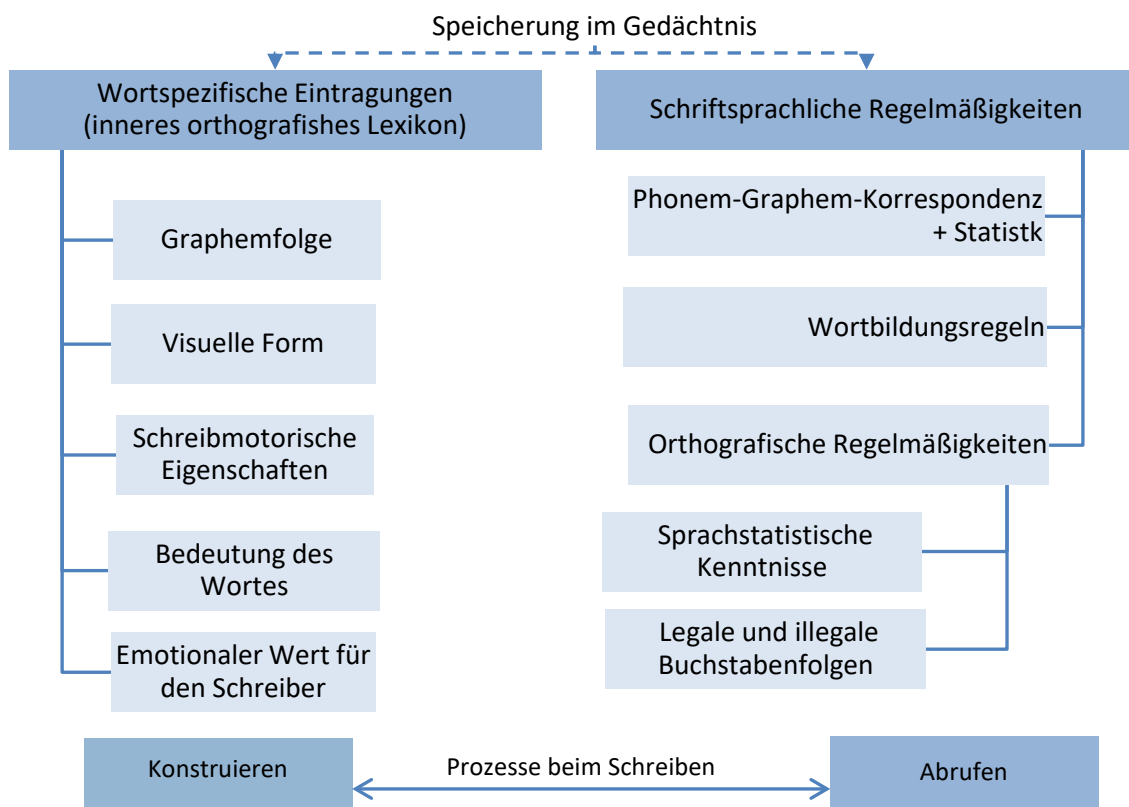 Speicherung im Gedächtnis
Wortspezifische Eintragungen
(inneres orthografishes Lexikon)
Graphemfolge
Visuelle Form
Schreibmotorische
Eigenschaften
Bedeutung des
Wortes
Emotionaler Wert für
den Schreiber
Schriftsprachliche Regelmäßigkeiten
Phonem-Graphem-Korrespondenz
+ Statistk
Wortbildungsregeln
Orthografische Regelmäßigkeiten
Sprachstatistische
Kenntnisse
Legale und illegale
Buchstabenfolgen
Konstruieren
Prozesse beim Schreiben
Abrufen